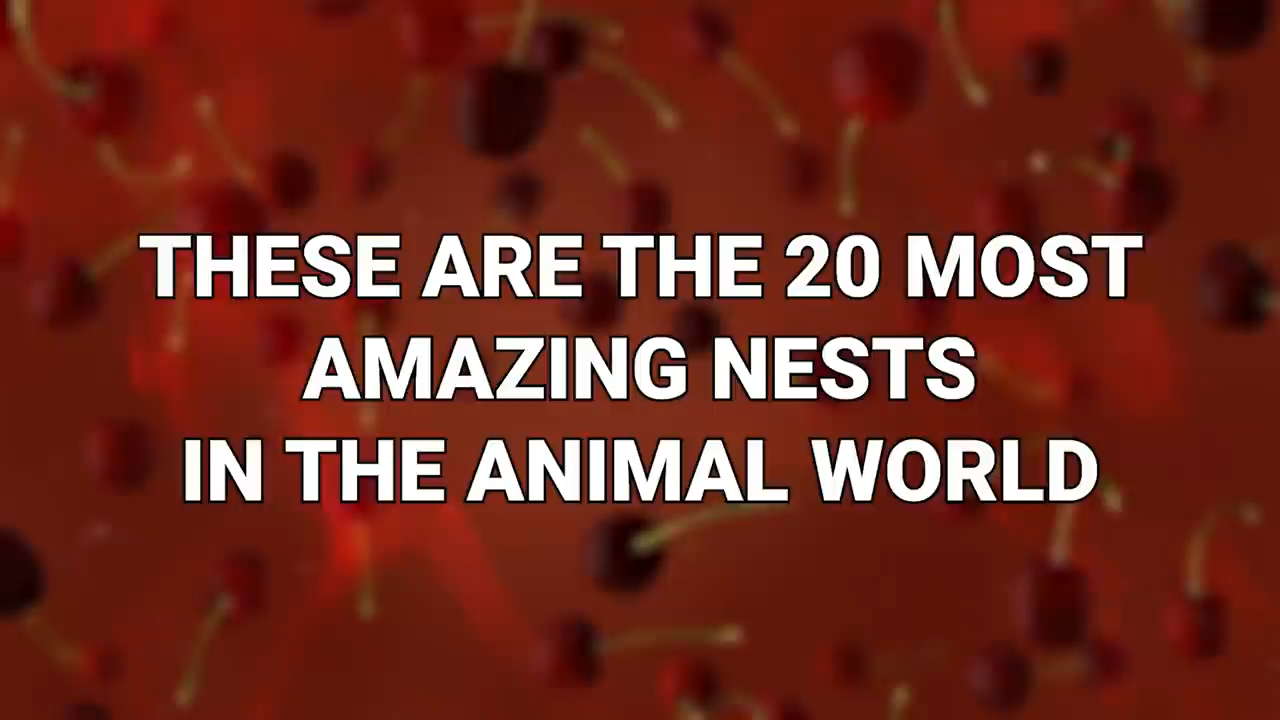 THESE ARE THE 20 MOST
AMAZING NESTS
IN THE ANIMAL WORLD